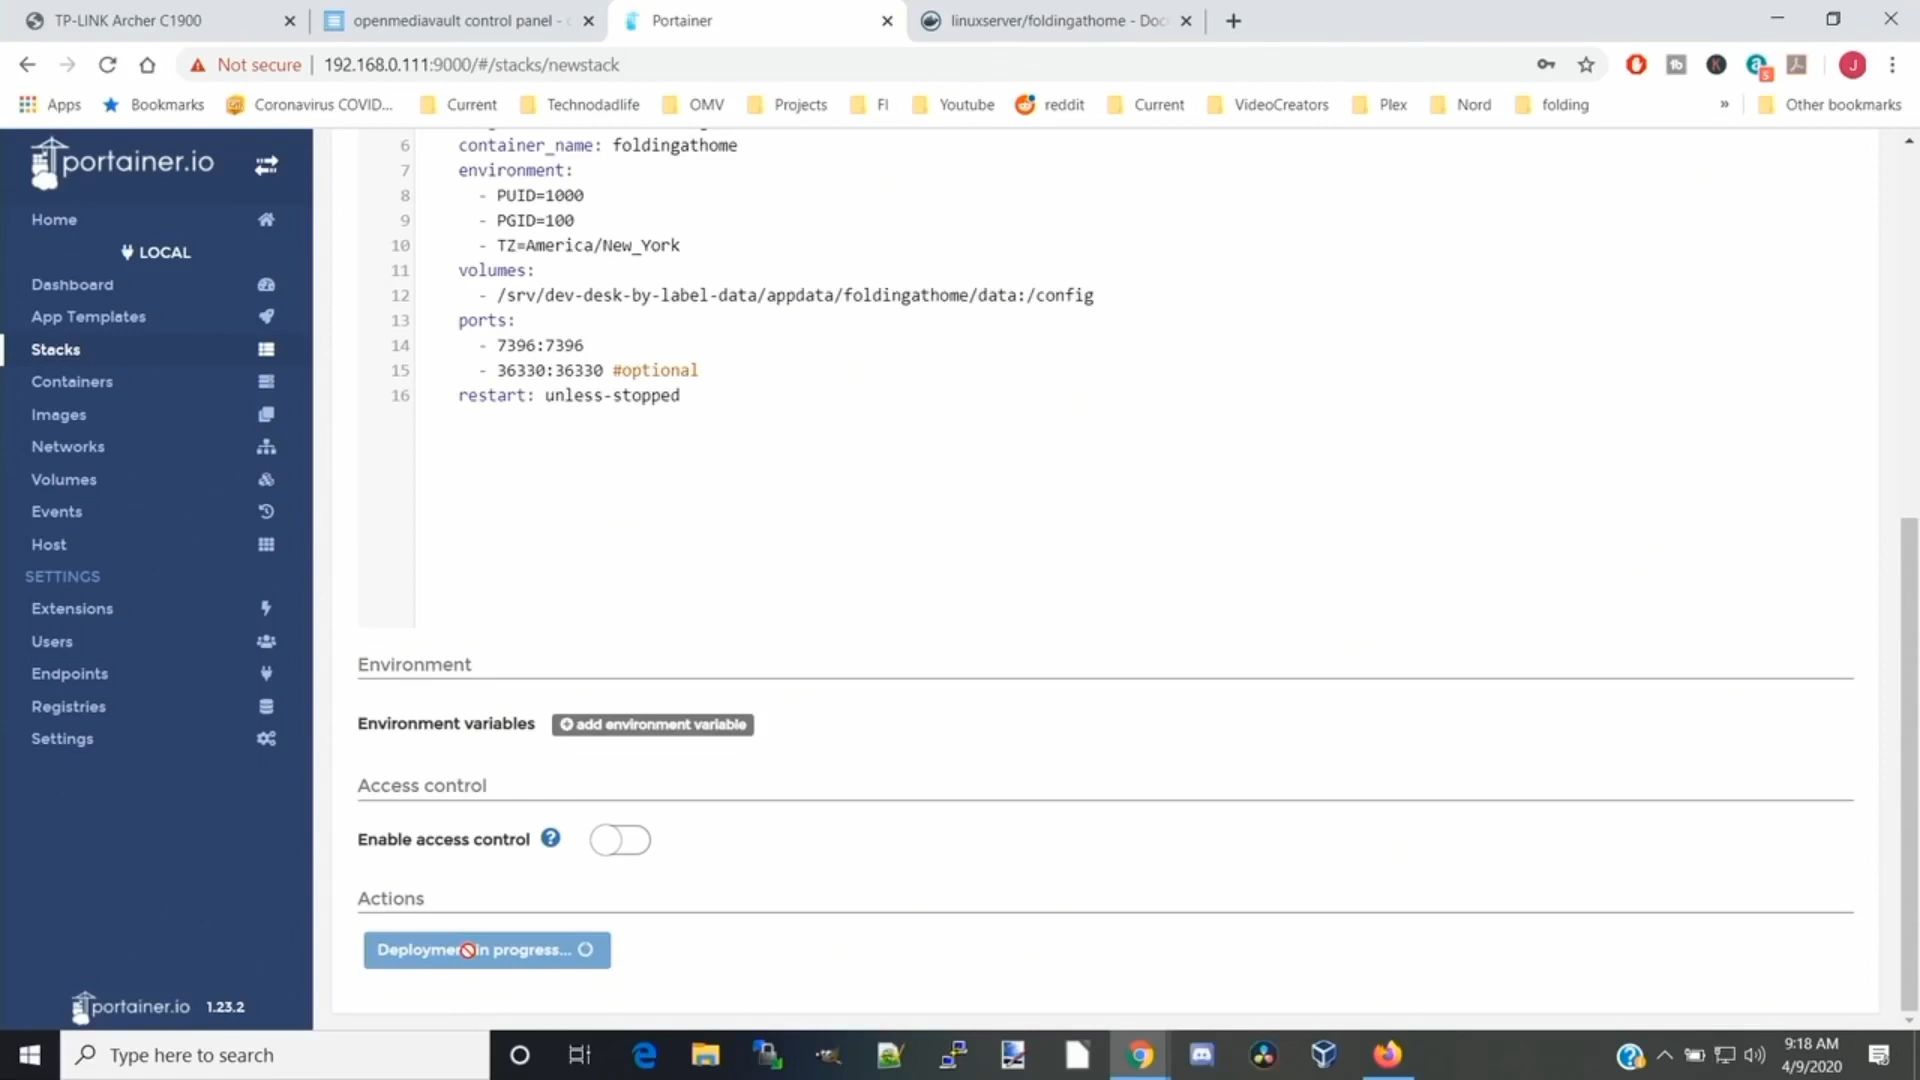 TP-LINK Archer C1900
openmediavault control panel -
Portainer
linuxserver/foldingathome - Doc
Not secure
192.168.0.111:9000/#/stacks/newstack
Apps
Bookmarks
Coronavirus COVID...
Current
Technodadlife
OMV
Projects
FI
Youtube
reddit
Current
VideoCreators
Plex
Nord
folding
»
Other bookmarks
portainer.io
Home
LOCAL
Dashboard
App Templates
Stacks
Containers
Images
Networks
Volumes
Events
Host
SETTINGS
Extensions
Users
Endpoints
Registries
Settings
portainer.io 1.23.2
6 container_name: foldingathome
7 environment:
8 - PUID=1000
9 - PGID=100
10 - TZ=America/New_York
11 volumes:
12 - /srv/dev-desk-by-label-data/appdata/foldingathome/data:/config
13 ports:
14 - 7396:7396
15 - 36330:36330 #optional
16 restart: unless-stopped
Environment
Environment variables
add environment variable
Access control
Enable access control
Actions
Deployment in progress...
Type here to search
9:18 AM
4/9/2020